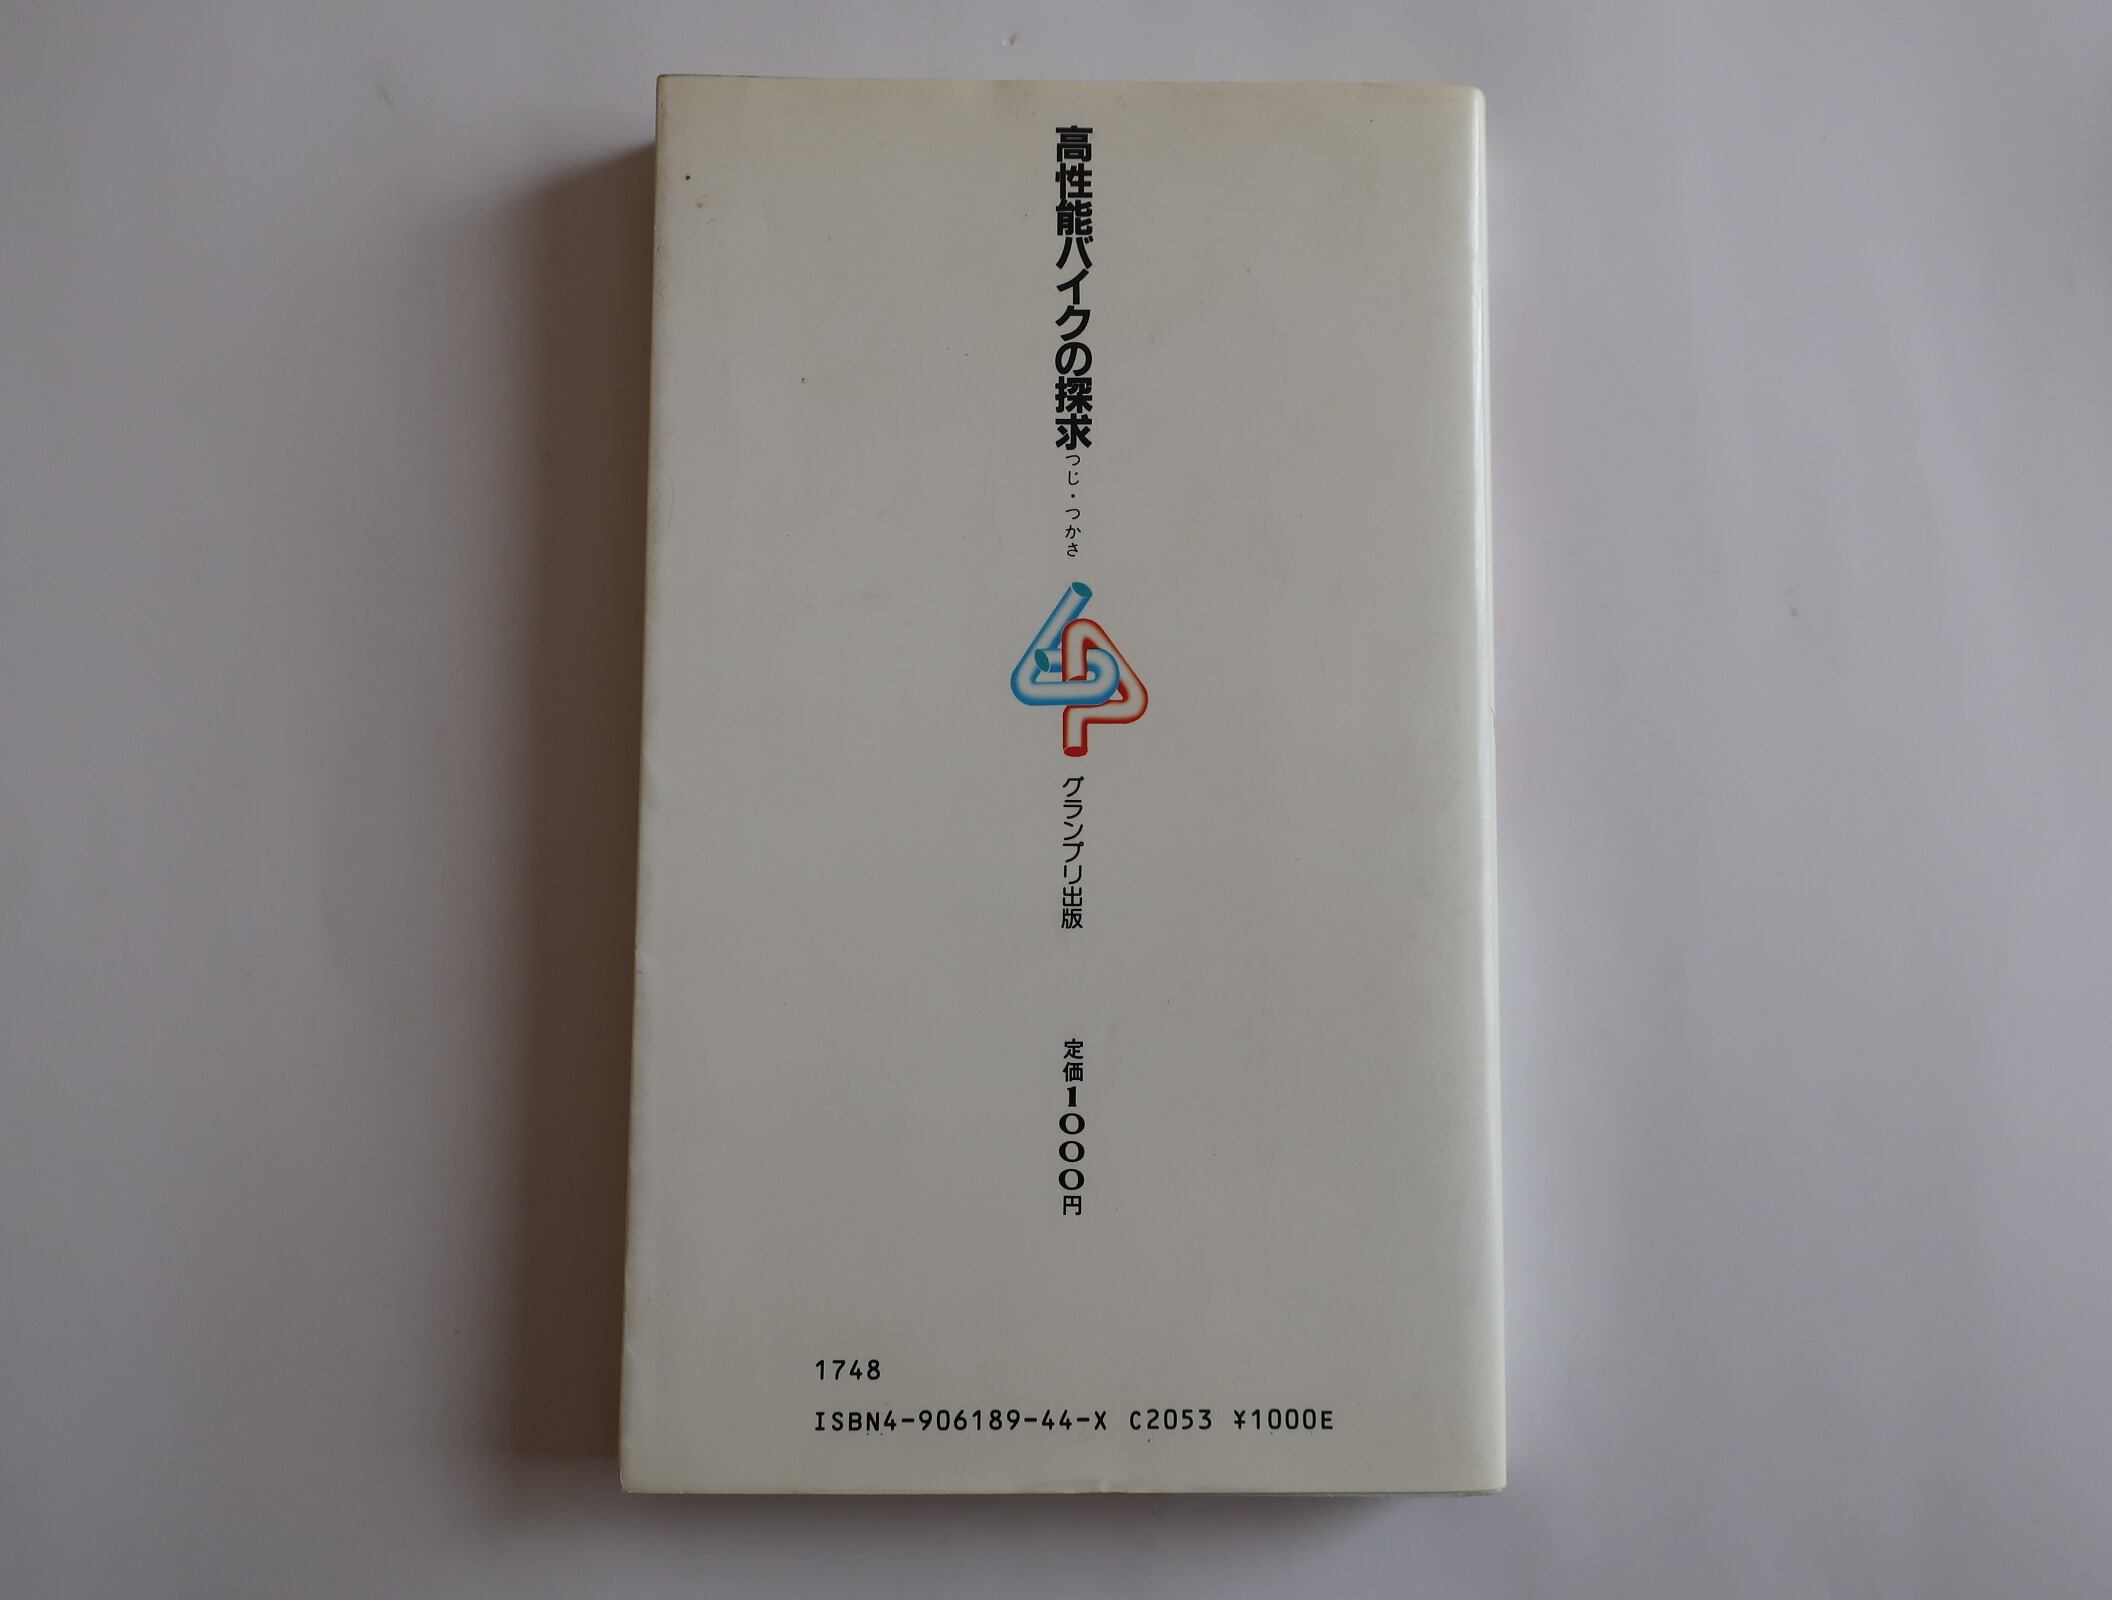 高性能バイクの探求
つじ・つかさ
グランプリ出版
定価1000円
1748
ISBN4-906189-44-X C2053 ¥1000E